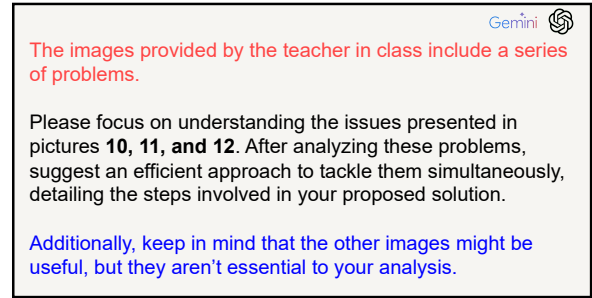 Gemini
The images provided by the teacher in class include a series
of problems.
Please focus on understanding the issues presented in
pictures 10, 11, and 12. After analyzing these problems,
suggest an efficient approach to tackle them simultaneously,
detailing the steps involved in your proposed solution.
Additionally, keep in mind that the other images might be
useful, but they aren't essential to your analysis.